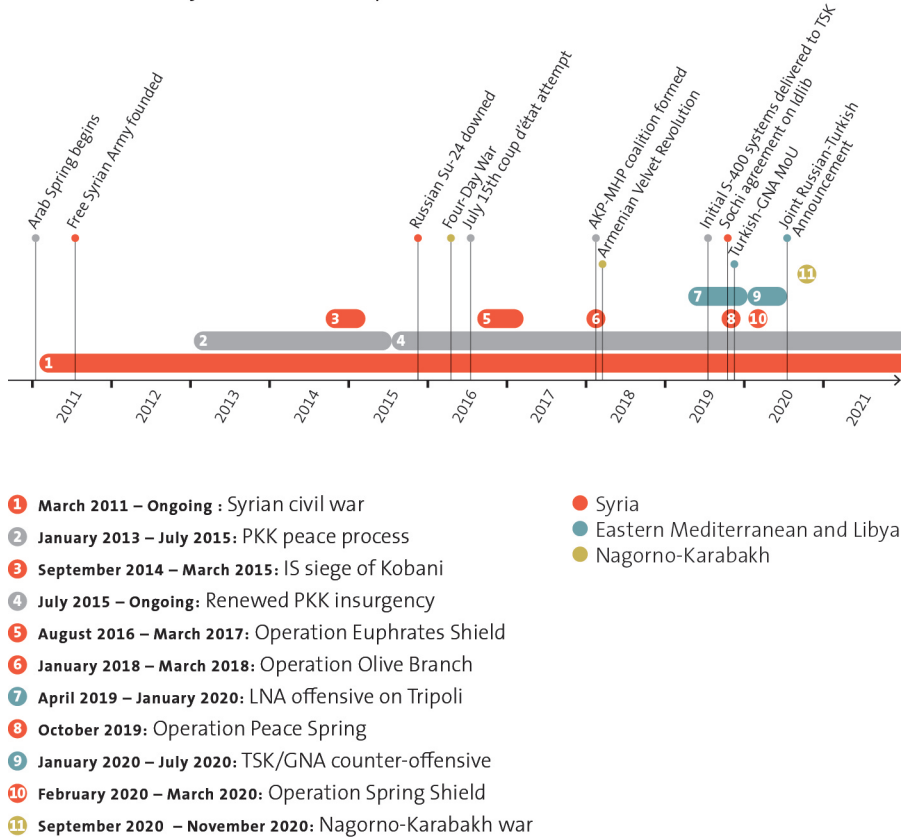 Arab Spring begins
Free Syrian Army founded
Russian Su-24 downed
Four-Day War
July 15th coup d'état attempt
AKP-MHP coalition formed
Armenian Velvet Revolution
Initial S-400 systems delivered to TSK
Sochi agreement on Idlib
Turkish-GNA MoU
Joint Russian-Turkish
Announcement
11
7 9
3 5 6 8 10
2 4
1
2011 2012 2013 2014 2015 2016 2017 2018 2019 2020 2021
1 March 2011 – Ongoing : Syrian civil war
2 January 2013 – July 2015: PKK peace process
3 September 2014 – March 2015: IS siege of Kobani
4 July 2015 – Ongoing: Renewed PKK insurgency
5 August 2016 – March 2017: Operation Euphrates Shield
6 January 2018 – March 2018: Operation Olive Branch
7 April 2019 – January 2020: LNA offensive on Tripoli
8 October 2019: Operation Peace Spring
9 January 2020 – July 2020: TSK/GNA counter-offensive
10 February 2020 – March 2020: Operation Spring Shield
11 September 2020 – November 2020: Nagorno-Karabakh war
Syria
Eastern Mediterranean and Libya
Nagorno-Karabakh